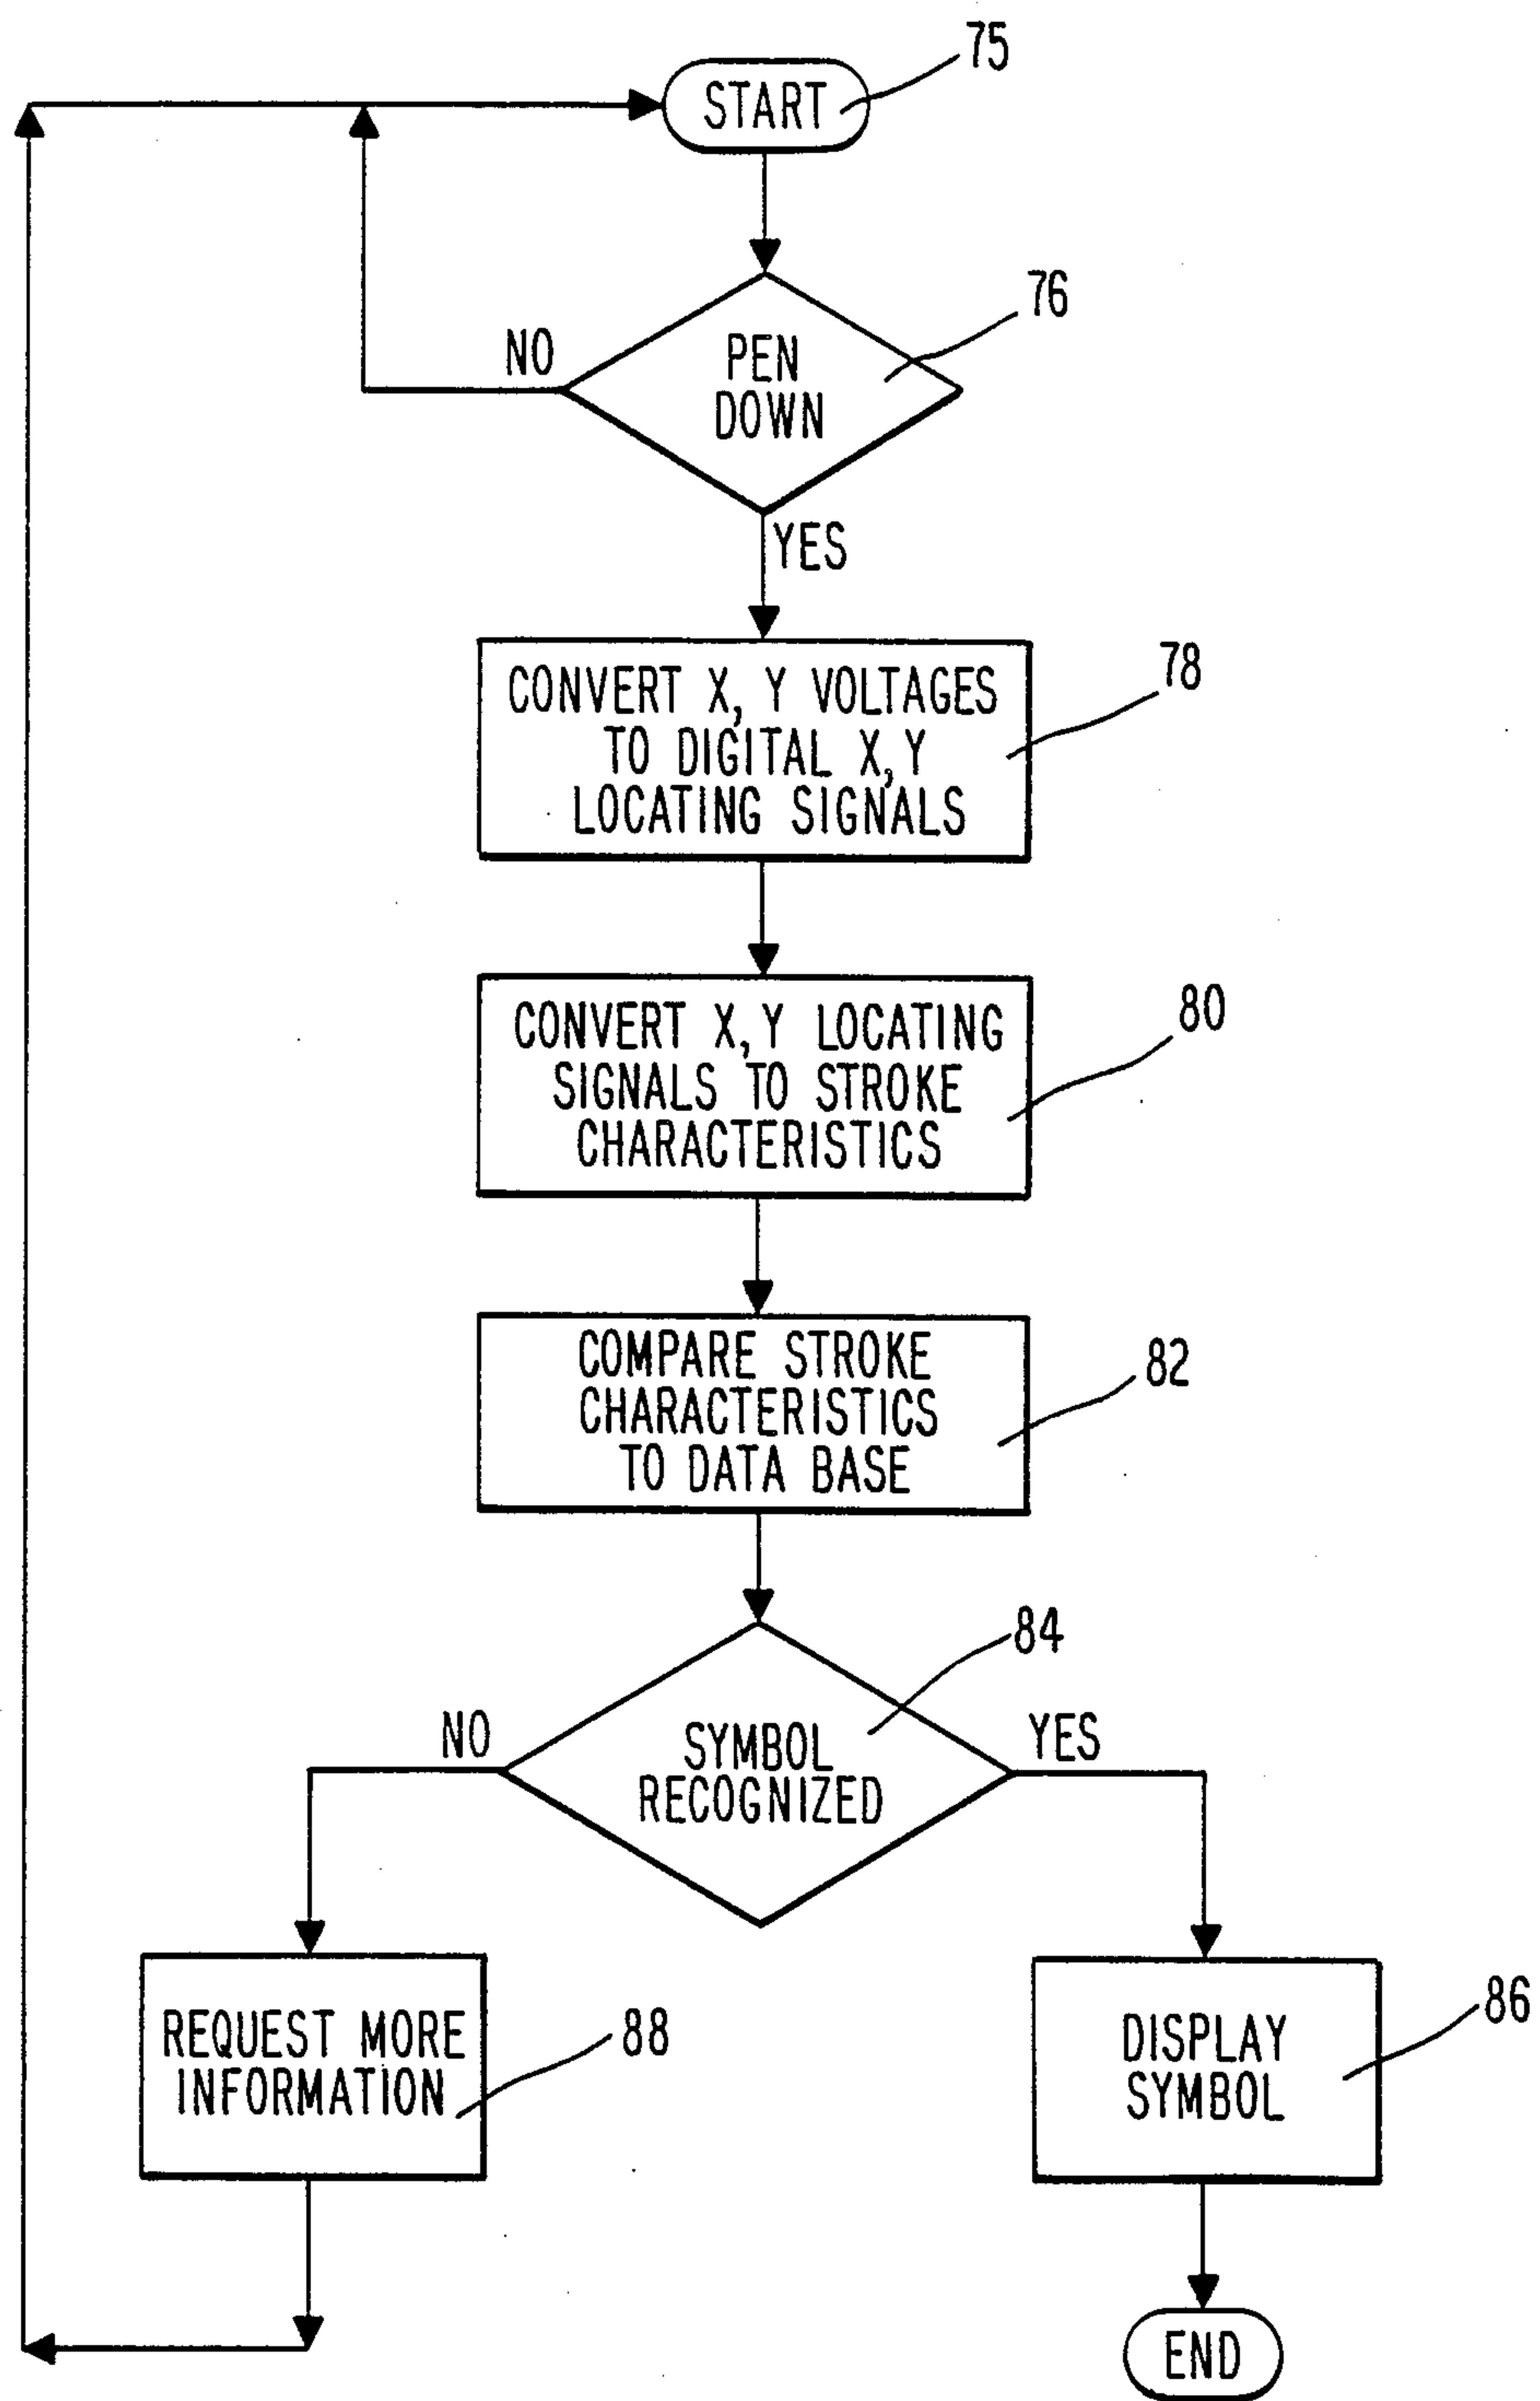 75
START
76
NO
PEN
DOWN
YES
CONVERT X, Y VOLTAGES
TO DIGITAL X, Y
LOCATING SIGNALS
78
CONVERT X, Y LOCATING
SIGNALS TO STROKE
CHARACTERISTICS
80
COMPARE STROKE
CHARACTERISTICS
TO DATA BASE
82
84
NO
YES
SYMBOL
RECOGNIZED
REQUEST MORE
INFORMATION
88
DISPLAY
SYMBOL
86
END